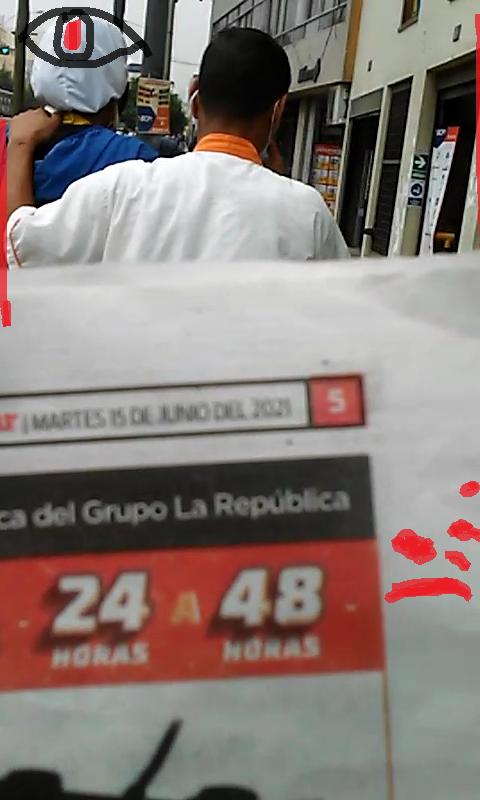 | MARTES 15 DE JUNIO DEL 2021 5
ca del Grupo La República
- 24 A 48 -
HORAS HORAS